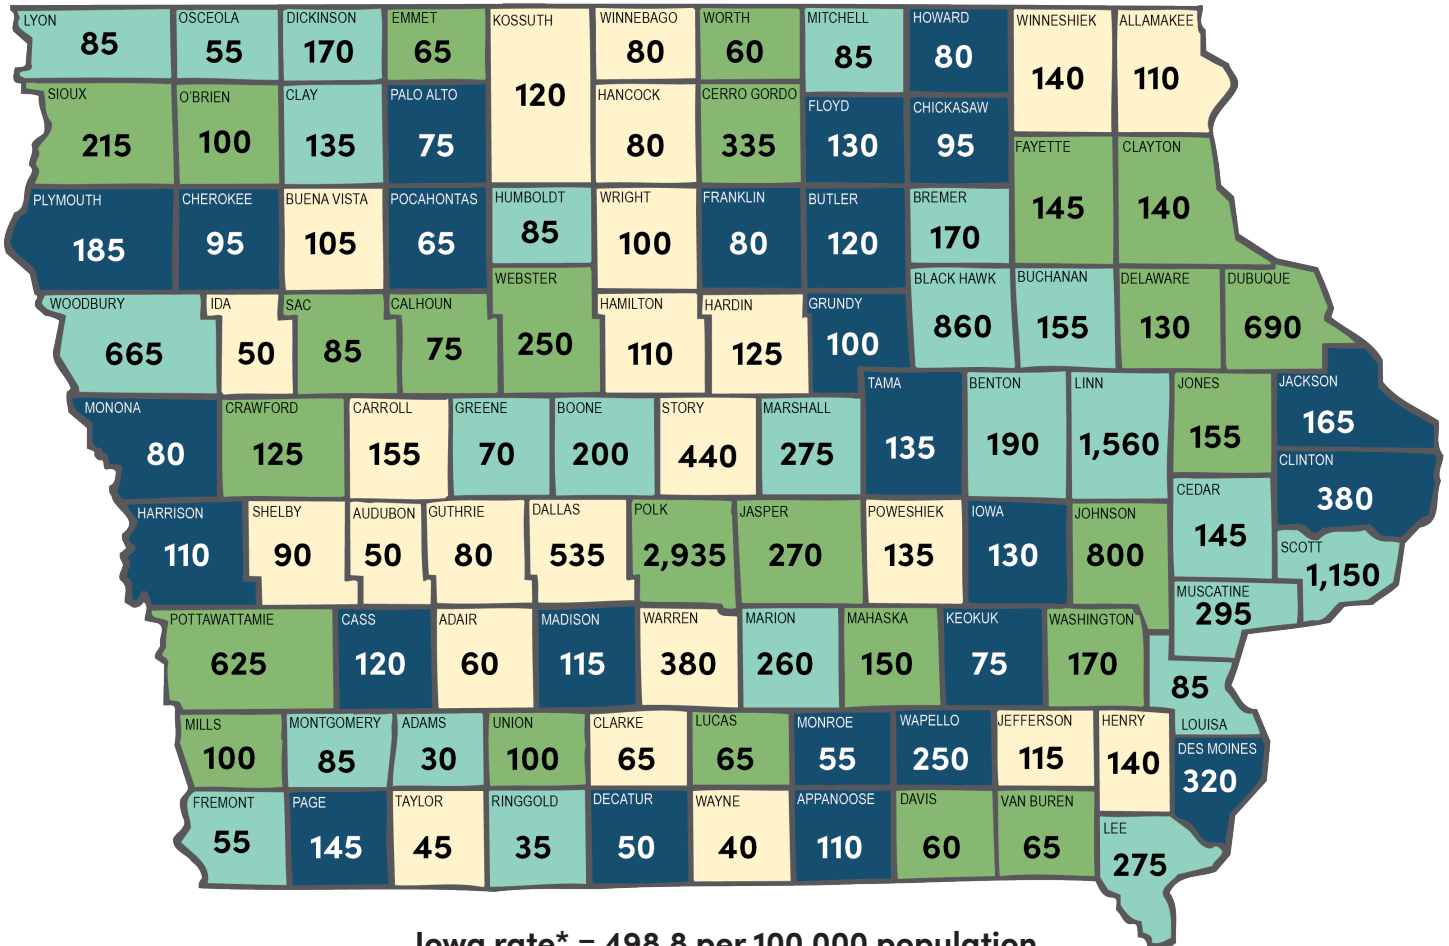 LYON 85
OSCEOLA 55
DICKINSON 170
EMMET 65
KOSSUTH 120
WINNEBAGO 80
WORTH 60
MITCHELL 85
HOWARD 80
WINNESHIEK 140
ALLAMAKEE 110
SIOUX 215
O'BRIEN 100
CLAY 135
PALO ALTO 75
HANCOCK 80
CERRO GORDO 335
FLOYD 130
CHICKASAW 95
FAYETTE 145
CLAYTON 140
PLYMOUTH 185
CHEROKEE 95
BUENA VISTA 105
POCAHONTAS 65
HUMBOLDT 85
WRIGHT 100
FRANKLIN 80
BUTLER 120
BREMER 170
WEBSTER 250
BLACK HAWK 860
BUCHANAN 155
DELAWARE 130
DUBUQUE 690
WOODBURY 665
IDA 50
SAC 85
CALHOUN 75
HAMILTON 110
HARDIN 125
GRUNDY 100
TAMA 135
BENTON 190
LINN 1,560
JONES 155
JACKSON 165
MONONA 80
CRAWFORD 125
CARROLL 155
GREENE 70
BOONE 200
STORY 440
MARSHALL 275
CLINTON 380
CEDAR 145
HARRISON 110
SHELBY 90
AUDUBON 50
GUTHRIE 80
DALLAS 535
POLK 2,935
JASPER 270
POWESHIEK 135
IOWA 130
JOHNSON 800
SCOTT 1,150
MUSCATINE 295
POTTAWATTAMIE 625
CASS 120
ADAIR 60
MADISON 115
WARREN 380
MARION 260
MAHASKA 150
KEOKUK 75
WASHINGTON 170
85 LOUISA
MILLS 100
MONTGOMERY 85
ADAMS 30
UNION 100
CLARKE 65
LUCAS 65
MONROE 55
WAPELLO 250
JEFFERSON 115
HENRY 140
DES MOINES 320
FREMONT 55
PAGE 145
TAYLOR 45
RINGGOLD 35
DECATUR 50
WAYNE 40
APPANOOSE 110
DAVIS 60
VAN BUREN 65
LEE 275
Iowa rate* = 498.8 per 100,000 population